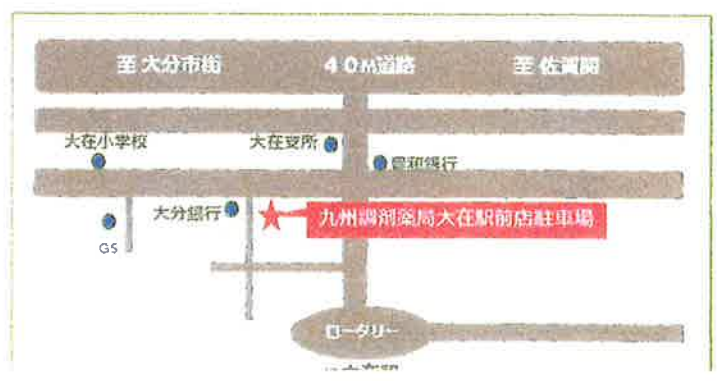 至 大分市街 40M道路 至 佐賀関
大在小学校 大在支所
豊和銀行
大分銀行 九州調剤薬局大在駅前店駐車場
GS
ロータリー